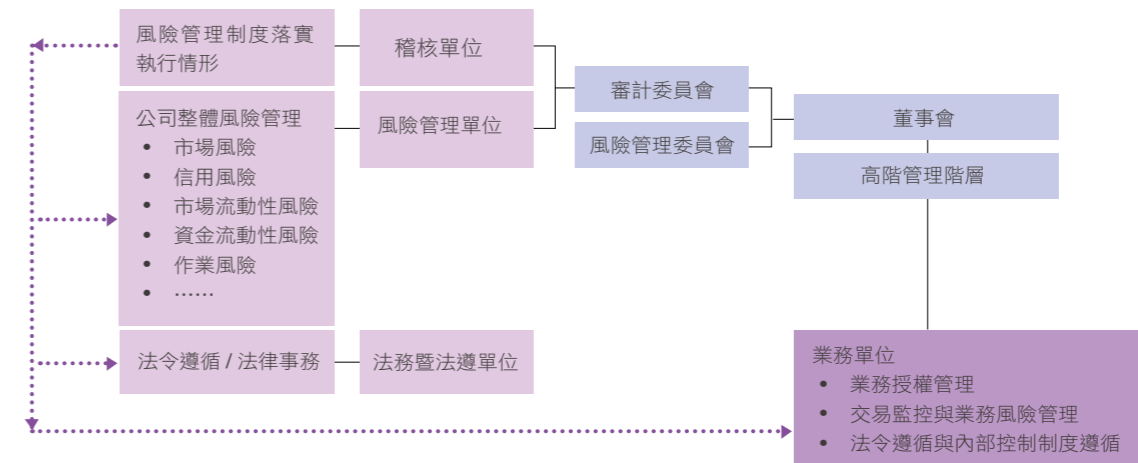 風險管理制度落實
執行情形
稽核單位
審計委員會
董事會
公司整體風險管理
• 市場風險
• 信用風險
• 市場流動性風險
• 資金流動性風險
• 作業風險
• ……
風險管理單位
風險管理委員會
高階管理階層
法令遵循 / 法律事務
法務暨法遵單位
業務單位
• 業務授權管理
• 交易監控與業務風險管理
• 法令遵循與內部控制制度遵循